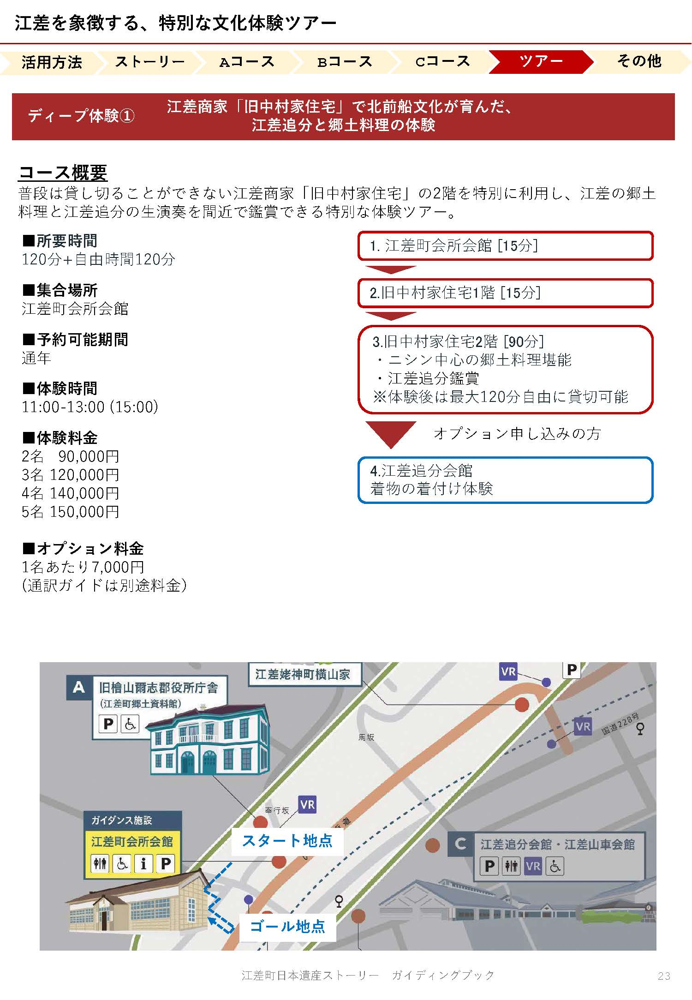 江差を象徴する、特別な文化体験ツアー
活用方法
ストーリー
Aコース
Bコース
Cコース
ツアー
その他
ディープ体験①
江差商家「旧中村家住宅」で北前船文化が育んだ、
江差追分と郷土料理の体験
コース概要
普段は貸し切ることができない江差商家「旧中村家住宅」の2階を特別に利用し、江差の郷土
料理と江差追分の生演奏を間近で鑑賞できる特別な体験ツアー。
■所要時間
120分+自由時間120分
■集合場所
江差町会所会館
■予約可能期間
通年
■体験時間
11:00-13:00 (15:00)
■体験料金
2名 90,000円
3名 120,000円
4名 140,000円
5名 150,000円
■オプション料金
1名あたり7,000円
(通訳ガイドは別途料金)
1. 江差町会所会館 [15分]
2.旧中村家住宅1階 [15分]
3.旧中村家住宅2階 [90分]
・ニシン中心の郷土料理堪能
・江差追分鑑賞
※体験後は最大120分自由に貸切可能
オプション申し込みの方
4.江差追分会館
着物の着付け体験
江差姥神町横山家
VR
P
A
旧檜山爾志郡役所庁舎
(江差町郷土資料館)
P
VR
国道228号
馬坂
奉行坂
VR
ガイダンス施設
江差町会所会館
i
P
スタート地点
道
C
江差追分会館・江差山車会館
P
VR
ゴール地点
江差町日本遺産ストーリー ガイディングブック
23